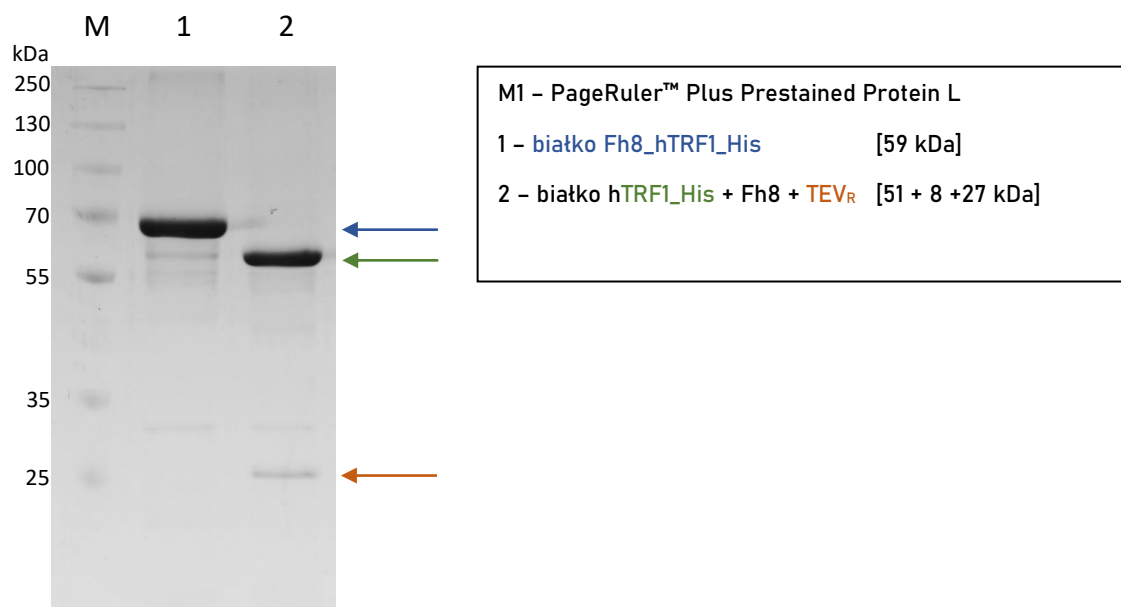 M 1 2
kDa
250
130
100
70
55
35
25
M1 – PageRuler™ Plus Prestained Protein L
1 – białko Fh8_hTRF1_His [59 kDa]
2 – białko hTRF1_His + Fh8 + TEVR [51 + 8 +27 kDa]